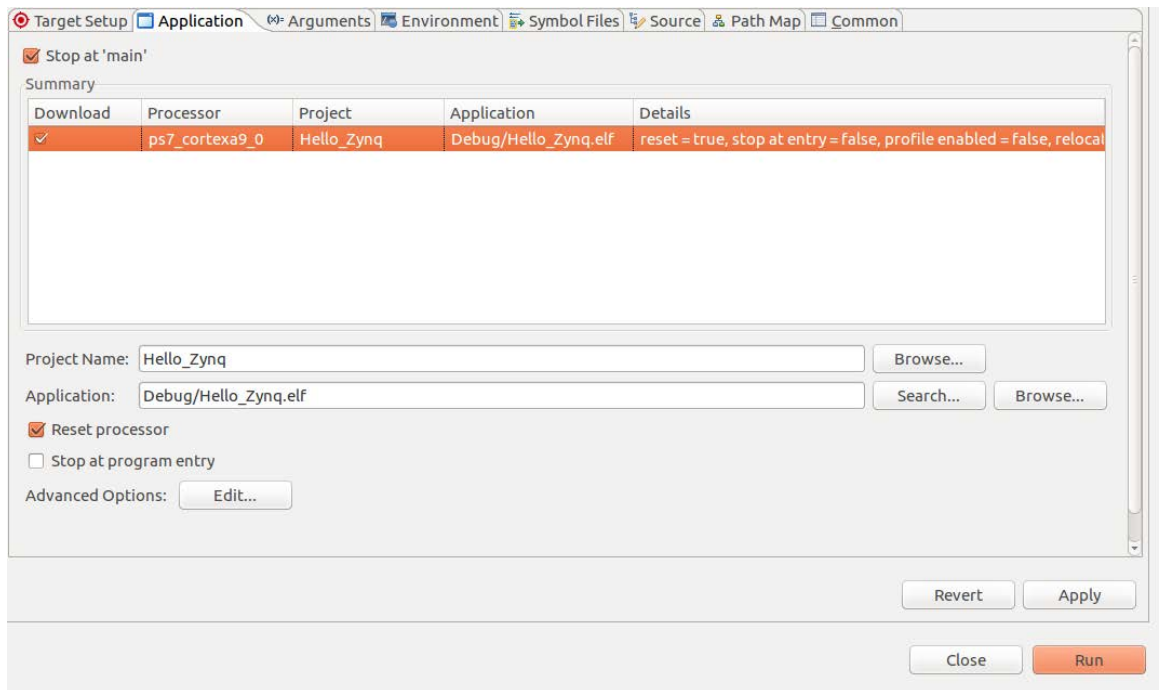 Target Setup Application Arguments Environment Symbol Files Source Path Map Common
Stop at 'main'
Summary
Download Processor Project Application Details
ps7_cortexa9_0 Hello_Zynq Debug/Hello_Zynq.elf reset = true, stop at entry = false, profile enabled = false, relocat
Project Name: Hello_Zynq Browse...
Application: Debug/Hello_Zynq.elf Search... Browse...
Reset processor
Stop at program entry
Advanced Options: Edit...
Revert Apply
Close Run